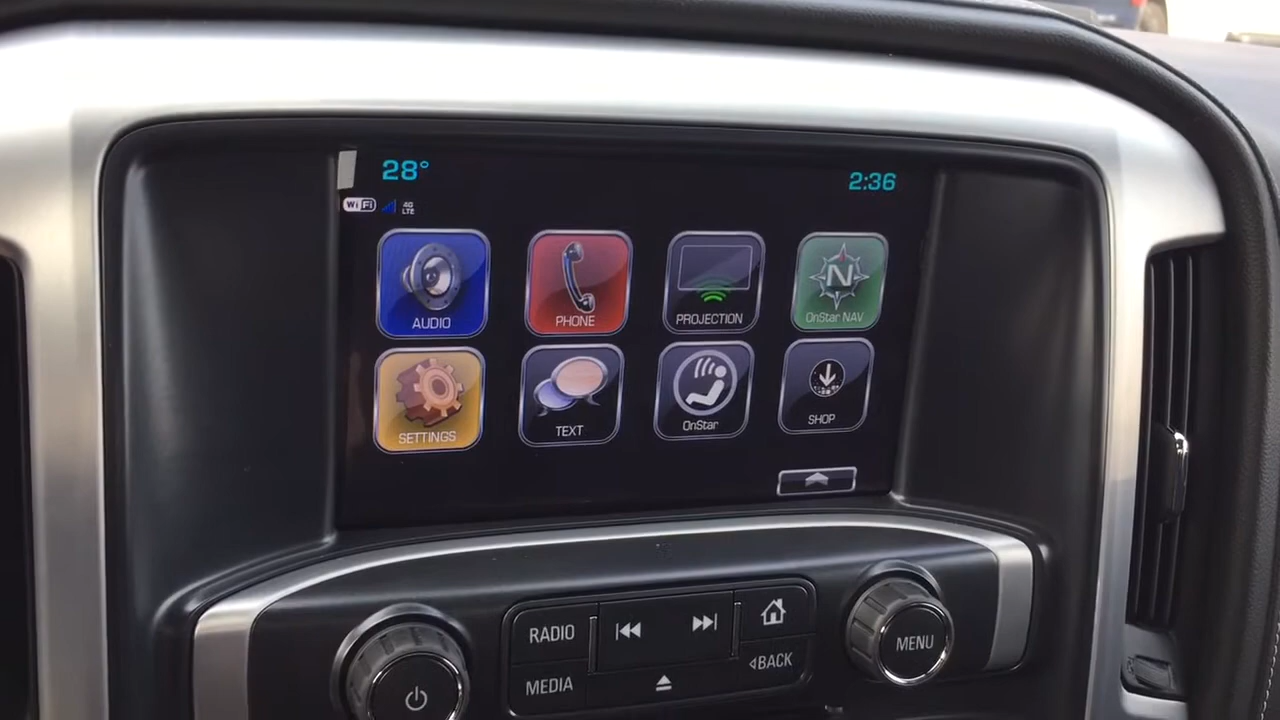 28°
2:36
WiFi
4G
LTE
AUDIO
PHONE
PROJECTION
N
OnStar NAV
SETTINGS
TEXT
OnStar
SHOP
RADIO
MENU
MEDIA
BACK